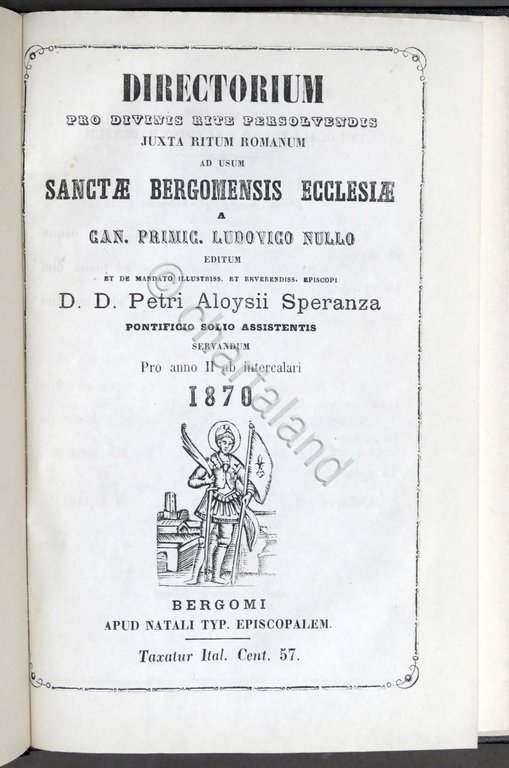 DIRECTORIUM
PRO DIVINIS RITE PERSOLVENDIS
JUXTA RITUM ROMANUM
AD USUM
SANCTÆ BERGOMENSIS ECCLESIÆ
A
CAN. PRIMIC. LUDOVICO NULLO
EDITUM
ET DE MANDATO ILLUSTRISS. ET REVERENDISS. EPISCOPI
D. D. Petri Aloysii Speranza
PONTIFICIO SOLIO ASSISTENTIS
SERVANDUM
Pro anno II ab intercalari
1870
© chartaland
BERGOMI
APUD NATALI TYP. EPISCOPALEM.
Taxatur Ital. Cent. 57.